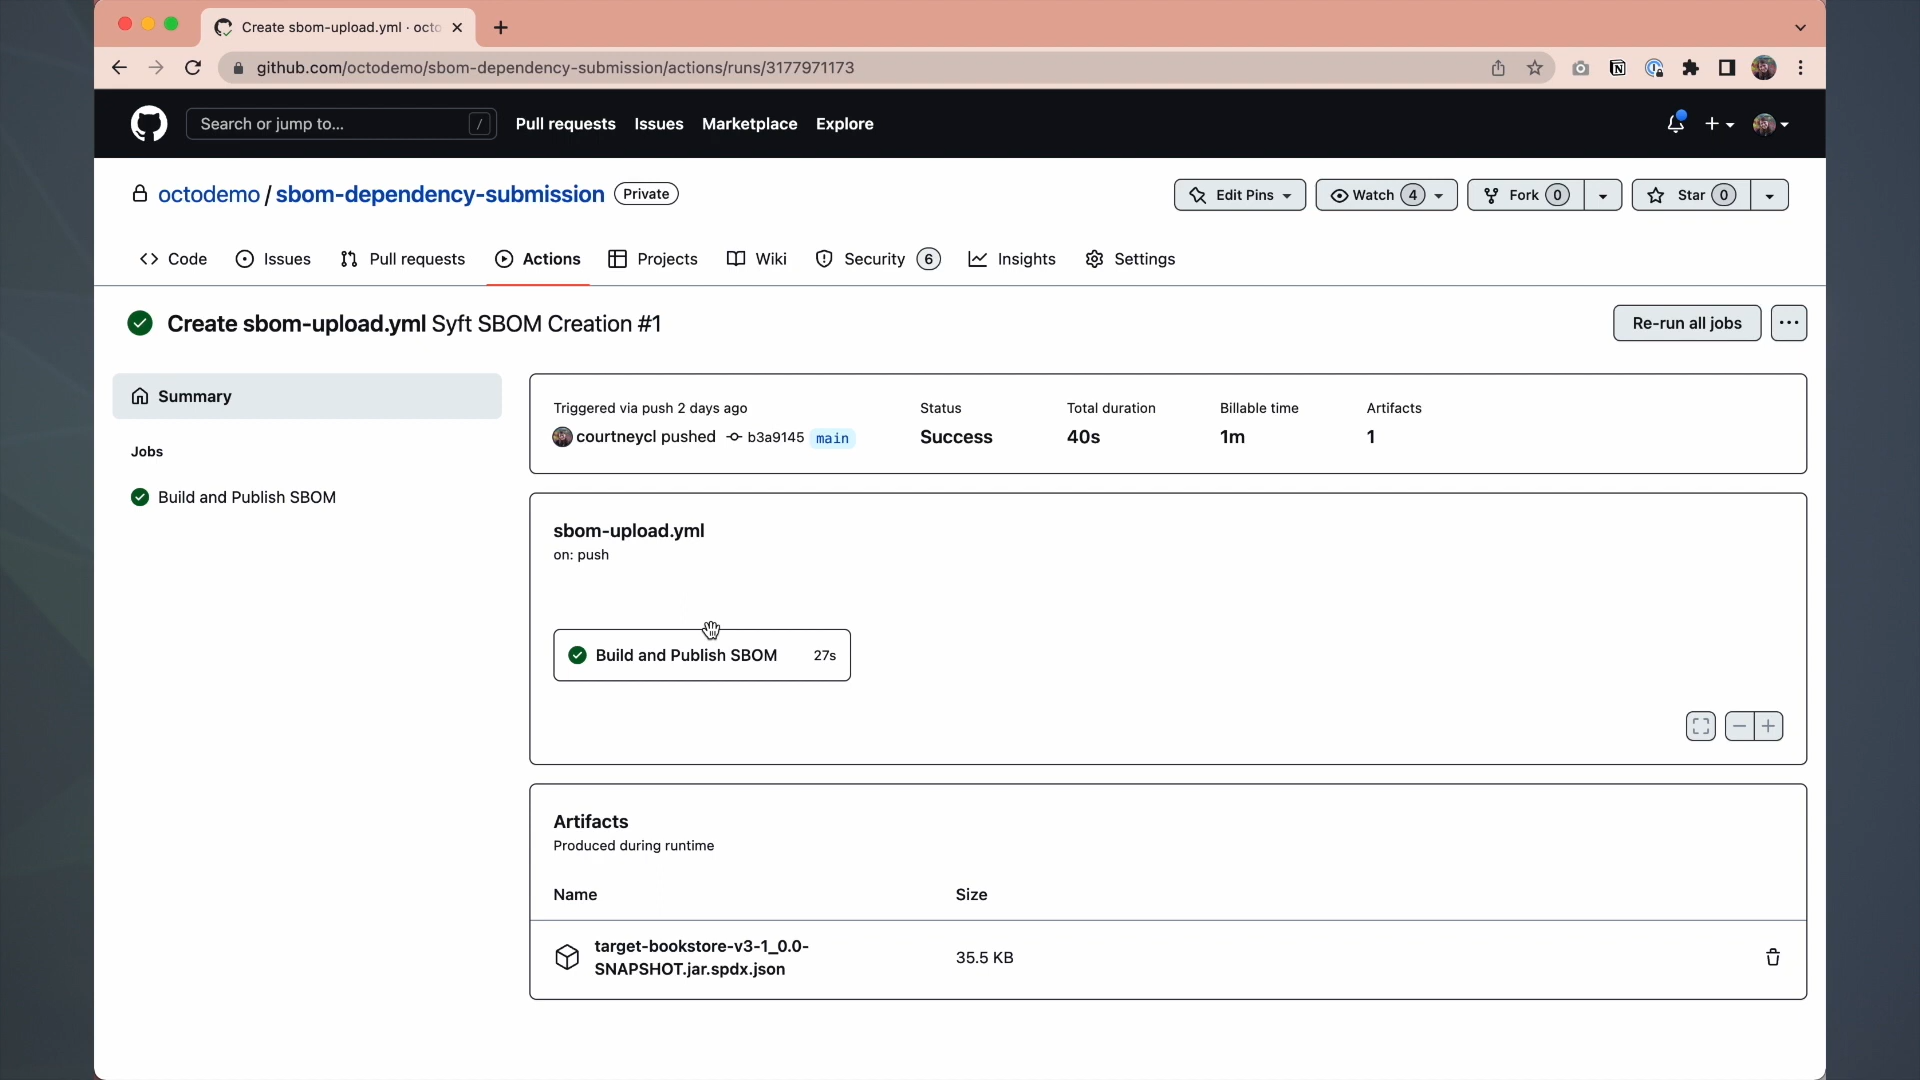 Create sbom-upload.yml · octo
github.com/octodemo/sbom-dependency-submission/actions/runs/3177971173
Search or jump to... /
Pull requests Issues Marketplace Explore
octodemo / sbom-dependency-submission Private
Edit Pins Watch 4 Fork 0 Star 0
Code Issues Pull requests Actions Projects Wiki Security 6 Insights Settings
Create sbom-upload.yml Syft SBOM Creation #1
Re-run all jobs
Summary
Jobs
Build and Publish SBOM
Triggered via push 2 days ago Status Total duration Billable time Artifacts
courtneycl pushed b3a9145 main Success 40s 1m 1
sbom-upload.yml
on: push
Build and Publish SBOM 27s
Artifacts
Produced during runtime
Name Size
target-bookstore-v3-1_0.0-
SNAPSHOT.jar.spdx.json
35.5 KB